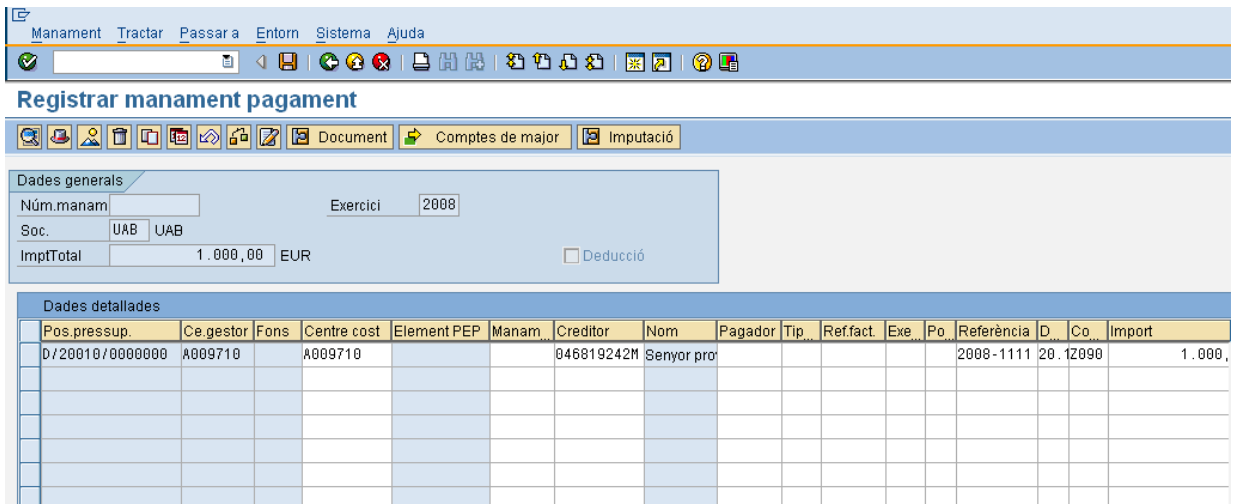 Manament Tractar Passar a Entorn Sistema Ajuda
Registrar manament pagament
Document Comptes de major Imputació
Dades generals
Núm.manam Exercici 2008
Soc. UAB UAB
ImptTotal 1.000,00 EUR Deducció
Dades detallades
Pos.pressup. Ce.gestor Fons Centre cost Element PEP Manam... Creditor Nom Pagador Tip... Ref.fact. Exe... Po... Referència D... Co... Import
D/20010/0000000 A009710 A009710 046819242M Senyor pro 2008-1111 20.1 Z090 1.000,